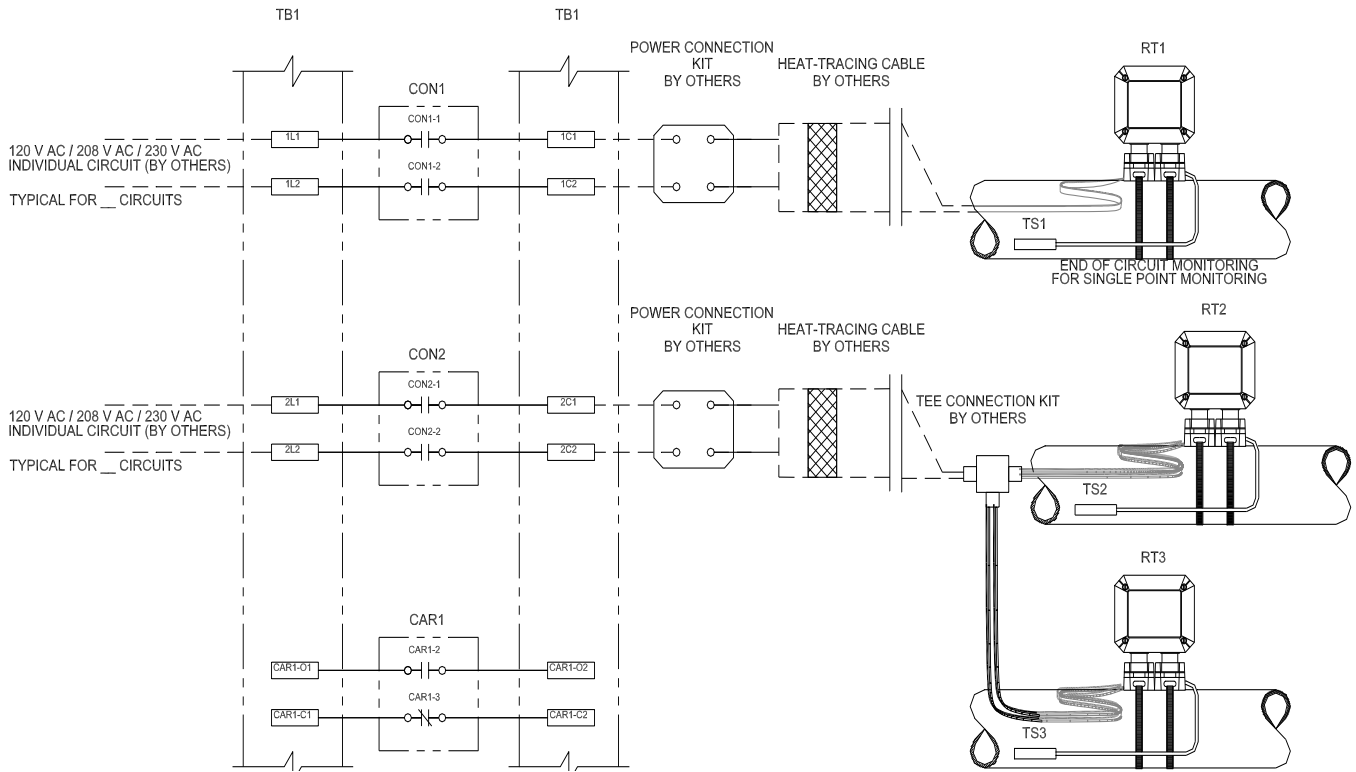 TB1
TB1
POWER CONNECTION
KIT
BY OTHERS
HEAT-TRACING CABLE
BY OTHERS
RT1
CON1
CON1-1
1L1
1C1
120 V AC / 208 V AC / 230 V AC
INDIVIDUAL CIRCUIT (BY OTHERS)
CON1-2
1L2
1C2
TYPICAL FOR __ CIRCUITS
TS1
END OF CIRCUIT MONITORING
FOR SINGLE POINT MONITORING
POWER CONNECTION
KIT
BY OTHERS
HEAT-TRACING CABLE
BY OTHERS
RT2
CON2
CON2-1
2L1
2C1
120 V AC / 208 V AC / 230 V AC
INDIVIDUAL CIRCUIT (BY OTHERS)
CON2-2
2L2
2C2
TYPICAL FOR __ CIRCUITS
TEE CONNECTION KIT
BY OTHERS
TS2
RT3
CAR1
CAR1-2
CAR1-O1
CAR1-O2
CAR1-3
CAR1-C1
CAR1-C2
TS3